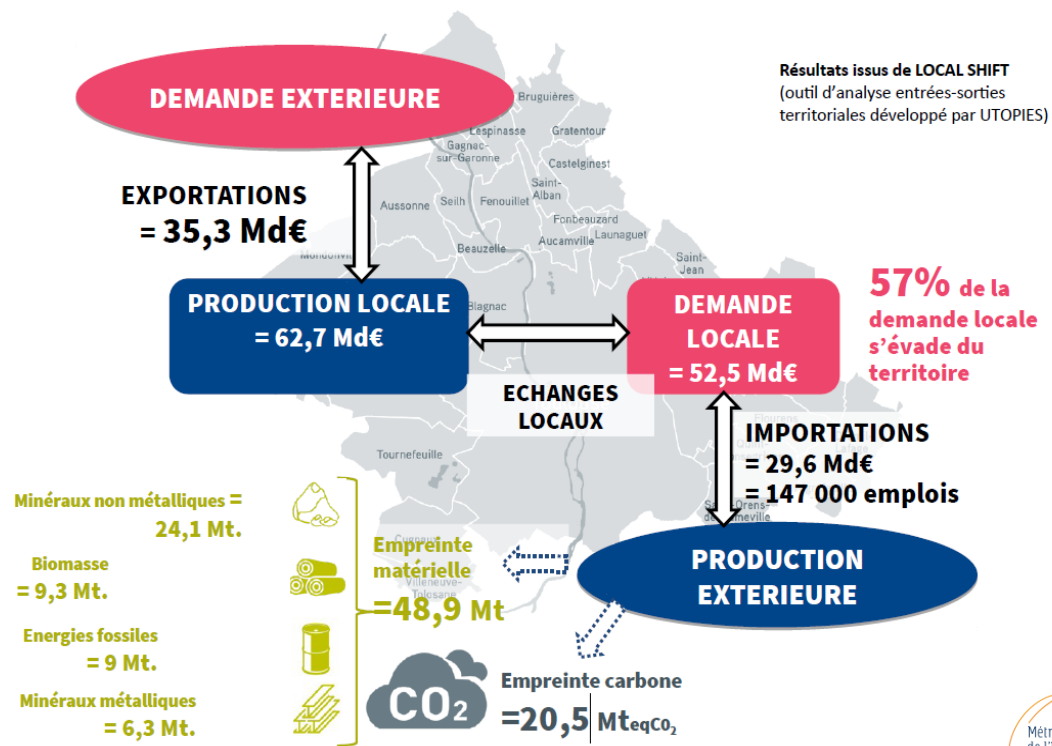 DEMANDE EXTERIEURE
Résultats issus de LOCAL SHIFT
(outil d'analyse entrées-sorties
territoriales développé par UTOPIES)
Bruguières
Lespinasse
Gratentour
Gagnac-
sur-Garonne
Castelginest
Saint-
Alban
EXPORTATIONS
= 35,3 Md€
Aussonne
Seilh
Fenouillet
Fonbeauzard
Launaguet
Aucamville
Beauzelle
Mondonville
Saint-
Jean
Blagnac
PRODUCTION LOCALE
= 62,7 Md€
DEMANDE
LOCALE
= 52,5 Md€
57% de la
demande locale
s'évade du
territoire
ECHANGES
LOCAUX
Flourens
IMPORTATIONS
= 29,6 Md€
= 147 000 emplois
Tournefeuille
Minéraux non métalliques =
24,1 Mt.
Biomasse
= 9,3 Mt.
Energies fossiles
= 9 Mt.
Minéraux métalliques
= 6,3 Mt.
Cugnaux
Empreinte
matérielle
Villeneuve-
Tolosane
=48,9 Mt
PRODUCTION
EXTERIEURE
CO2
Empreinte carbone
=20,5 MteqCO2
Métr
de l'